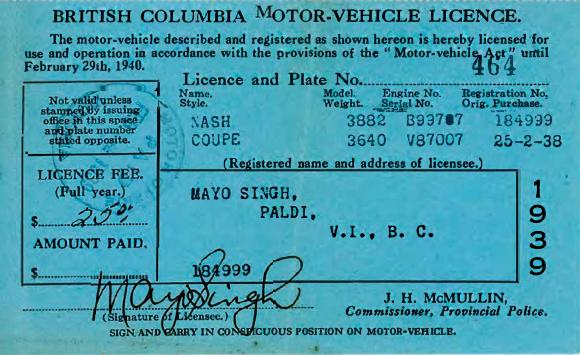 BRITISH COLUMBIA MOTOR-VEHICLE LICENCE.
The motor-vehicle described and registered as shown hereon is hereby licensed for
use and operation in accordance with the provisions of the "Motor-vehicle Act" until
February 29th, 1940.
Licence and Plate No. 464
Not valid unless
stamped by issuing
office in this space
and plate number
stated opposite.
Name. Model. Engine No. Registration No.
Style. Weight. Serial No. Orig. Purchase.
NASH 3882 B99707 184999
COUPE 3640 V87007 25-2-38
(Registered name and address of licensee.)
LICENCE FEE.
(Full year.)
$
AMOUNT PAID.
$
MAYO SINGH,
PALDI,
V.I., B. C.
184999
1939
Mayo Singh
(Signature of Licensee.)
J. H. McMULLIN,
Commissioner, Provincial Police.
SIGN AND CARRY IN CONSPICUOUS POSITION ON MOTOR-VEHICLE.